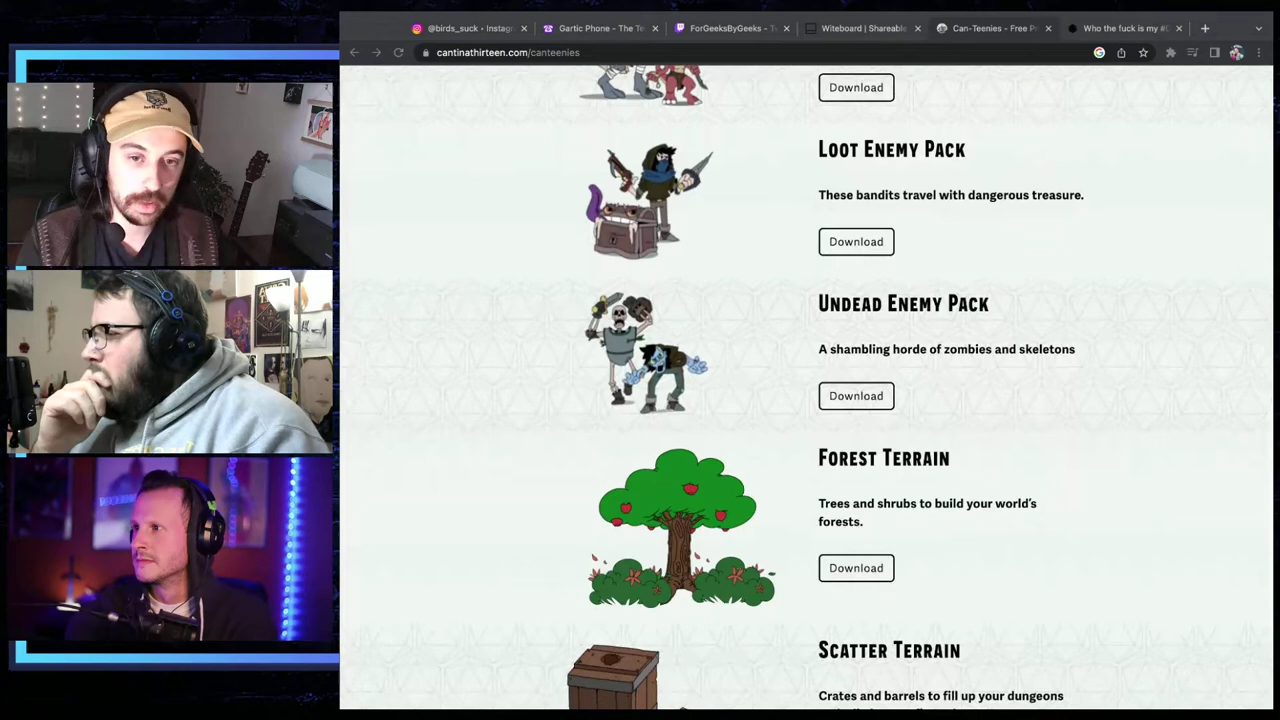 @birds_suck • Instag
Gartic Phone - The Te
ForGeeksByGeeks - Tw
Witeboard | Shareable
Can-Teenies - Free Pr
Who the fuck is my #D
cantinathirteen.com/canteenies
Download
Loot Enemy Pack
These bandits travel with dangerous treasure.
Download
Undead Enemy Pack
A shambling horde of zombies and skeletons
Download
Forest Terrain
Trees and shrubs to build your world's
forests.
Download
Scatter Terrain
Crates and barrels to fill up your dungeons